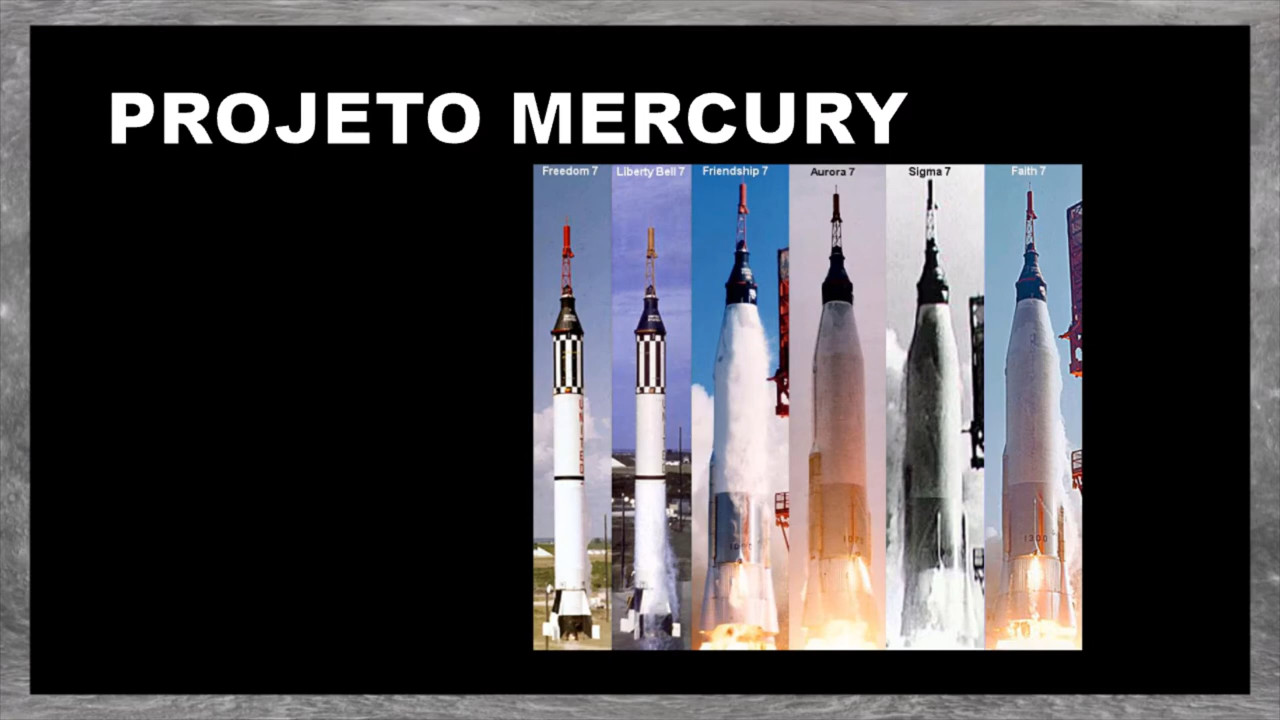 PROJETO MERCURY
Freedom 7
Liberty Bell 7
Friendship 7
Aurora 7
Sigma 7
Faith 7